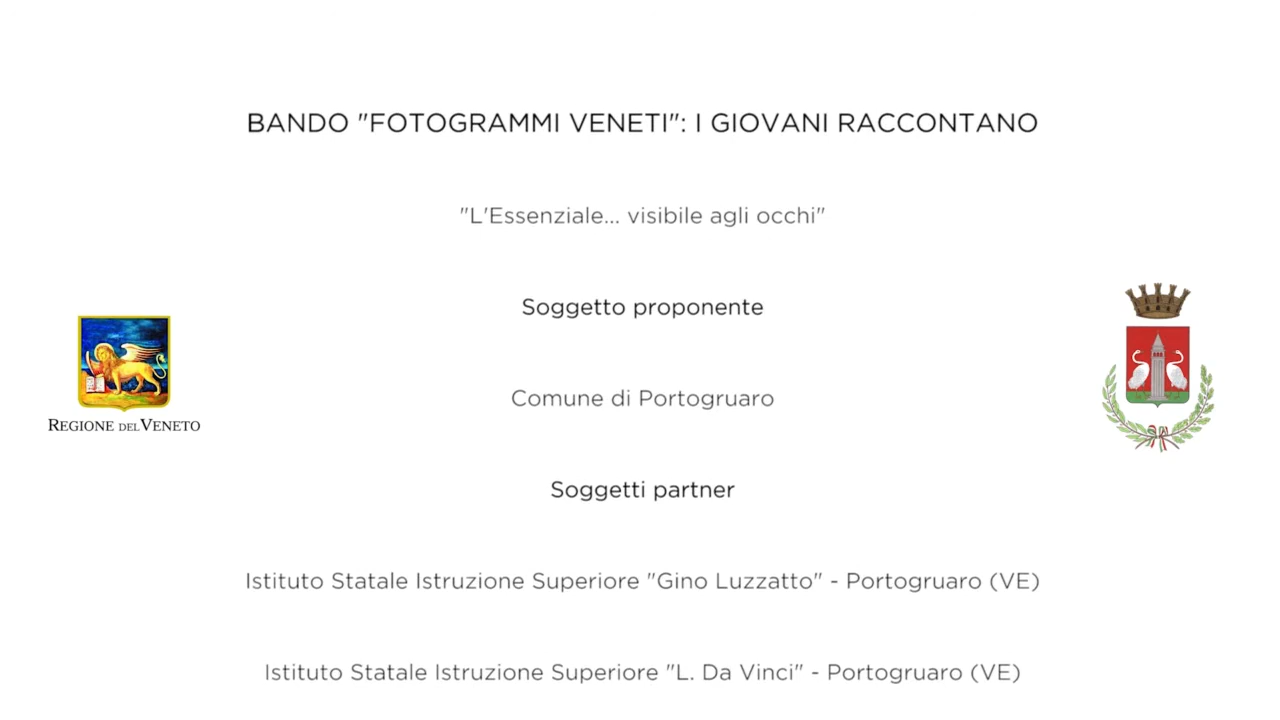 BANDO "FOTOGRAMMI VENETI": I GIOVANI RACCONTANO
"L'Essenziale... visibile agli occhi"
Soggetto proponente
Comune di Portogruaro
REGIONE DEL VENETO
Soggetti partner
Istituto Statale Istruzione Superiore "Gino Luzzatto" - Portogruaro (VE)
Istituto Statale Istruzione Superiore "L. Da Vinci" - Portogruaro (VE)